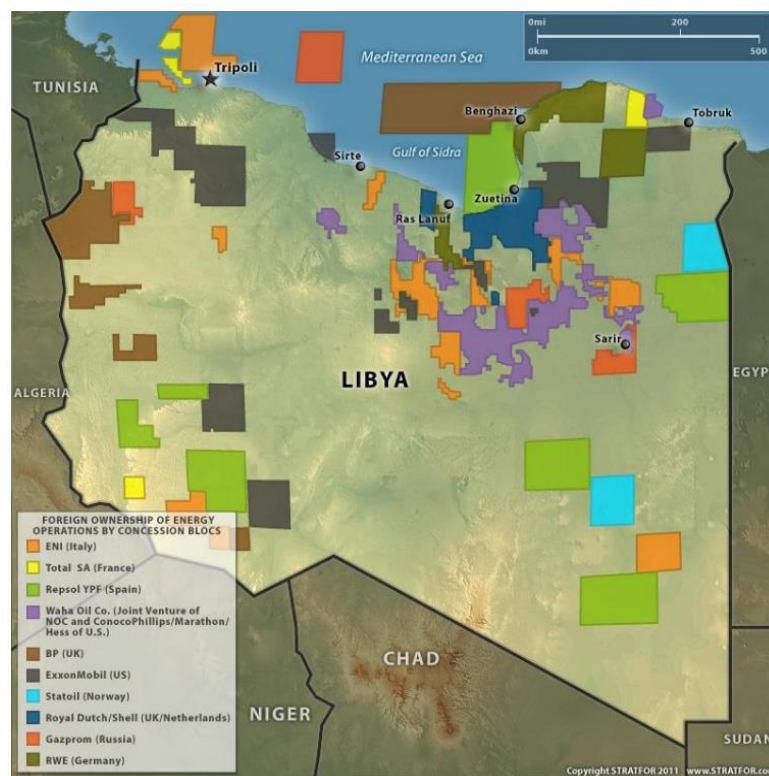 0mi 200
0km 500
Mediterranean Sea
TUNISIA
Tripoli
Benghazi
Tobruk
Gulf of Sidra
Sirte
Zuetina
Ras Lanuf
Sarir
LIBYA
ALGERIA
EGYP
FOREIGN OWNERSHIP OF ENERGY
OPERATIONS BY CONCESSION BLOCS
ENI (Italy)
Total SA (France)
Repsol YPF (Spain)
Waha Oil Co. (Joint Venture of
NOC and ConocoPhillips/Marathon/
Hess of U.S.)
BP (UK)
ExxonMobil (US)
Statoil (Norway)
Royal Dutch/Shell (UK/Netherlands)
Gazprom (Russia)
RWE (Germany)
CHAD
NIGER
SUDAN
Copyright STRATFOR 2011 www.STRATFOR.com